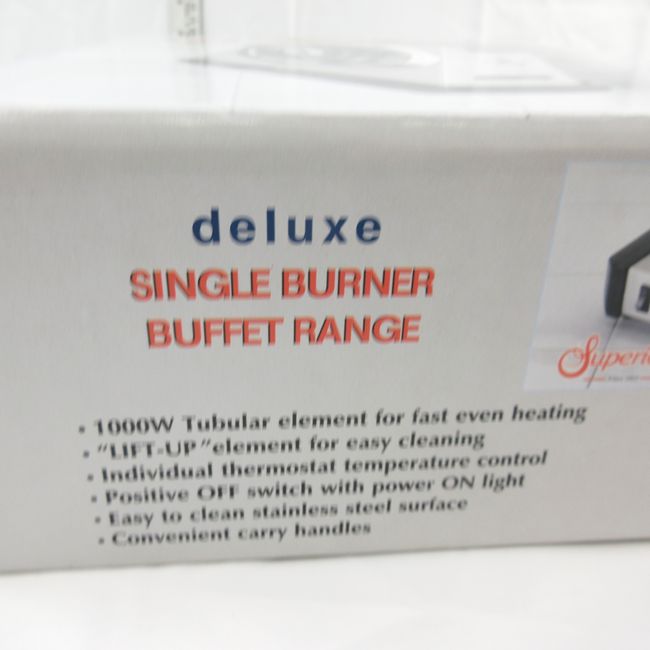 deluxe
SINGLE BURNER
BUFFET RANGE
• 1000W Tubular element for fast even heating
• "LIFT-UP" element for easy cleaning
• Individual thermostat temperature control
• Positive OFF switch with power ON light
• Easy to clean stainless steel surface
• Convenient carry handles